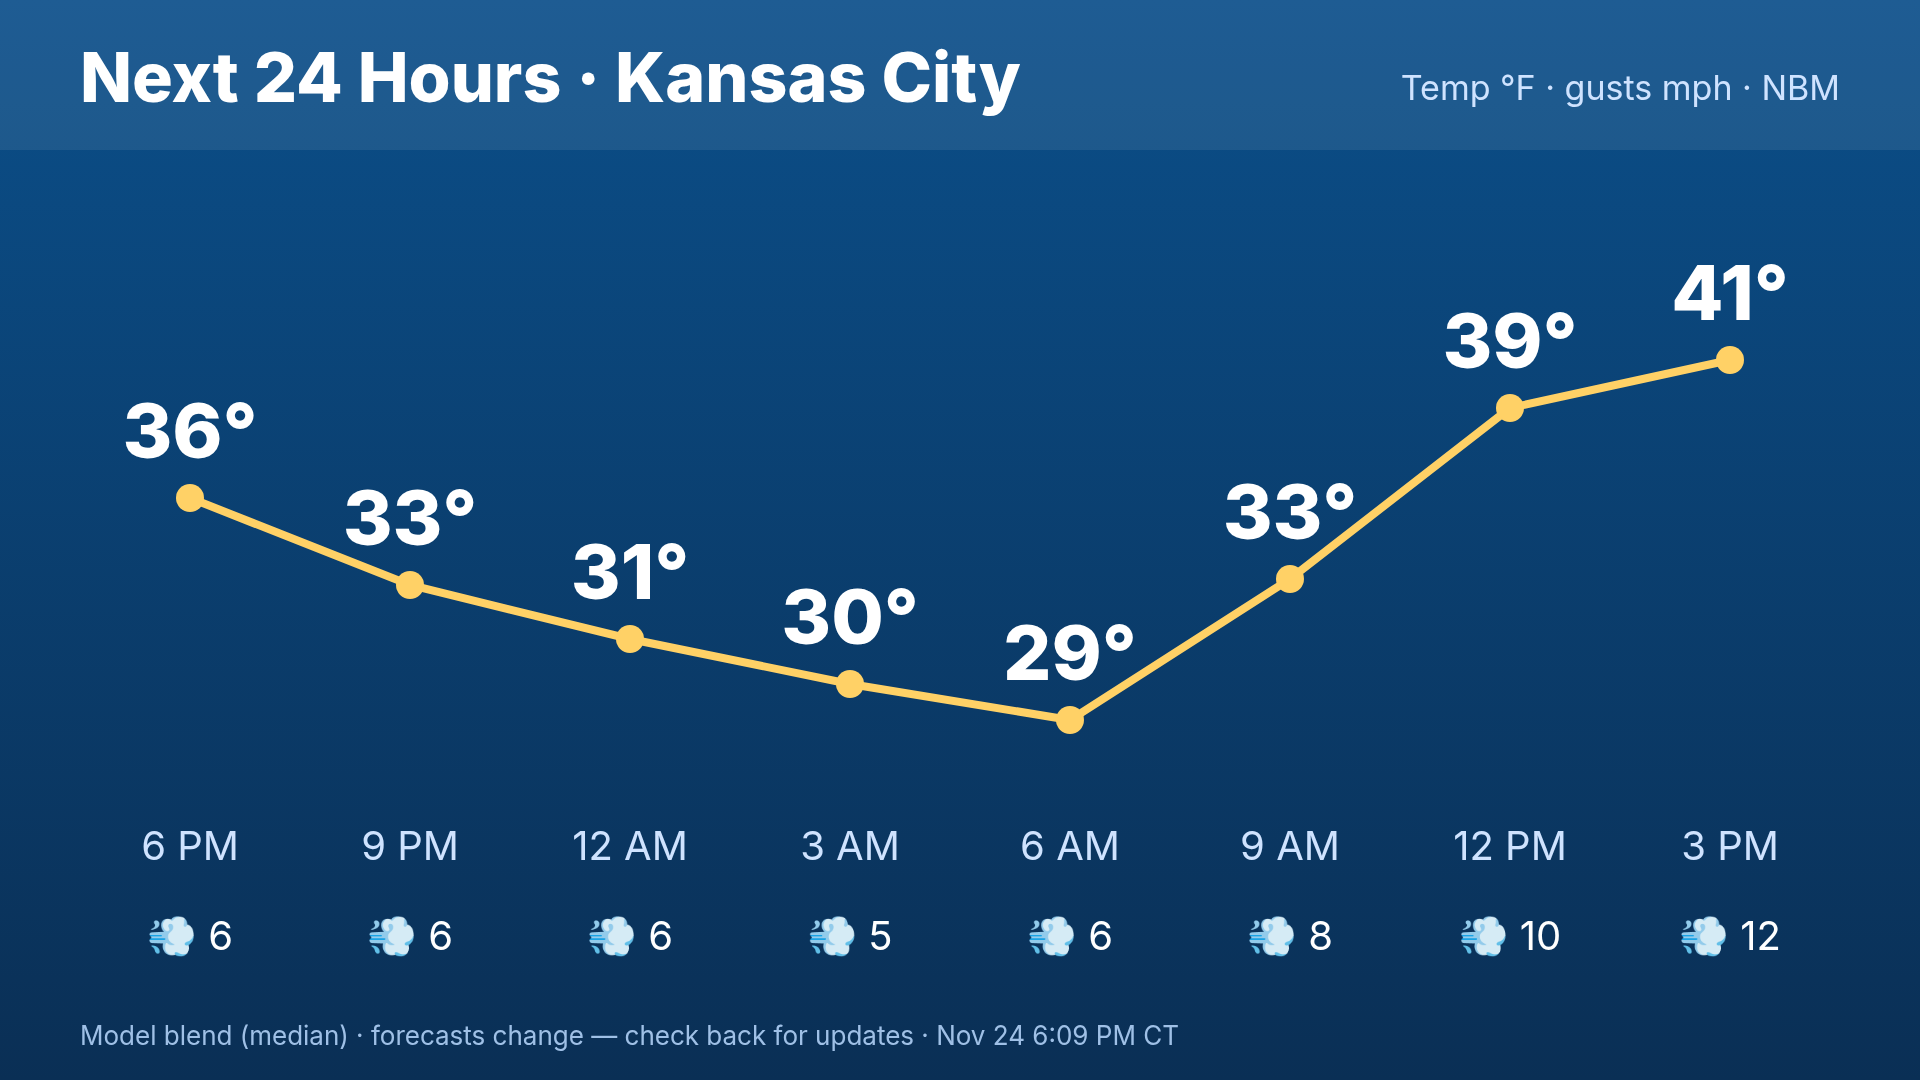 Next 24 Hours · Kansas City
Temp °F · gusts mph · NBM
36°
33°
31°
30°
29°
33°
39°
41°
6 PM 9 PM 12 AM 3 AM 6 AM 9 AM 12 PM 3 PM
💨 6 💨 6 💨 6 💨 5 💨 6 💨 8 💨 10 💨 12
Model blend (median) · forecasts change — check back for updates · Nov 24 6:09 PM CT